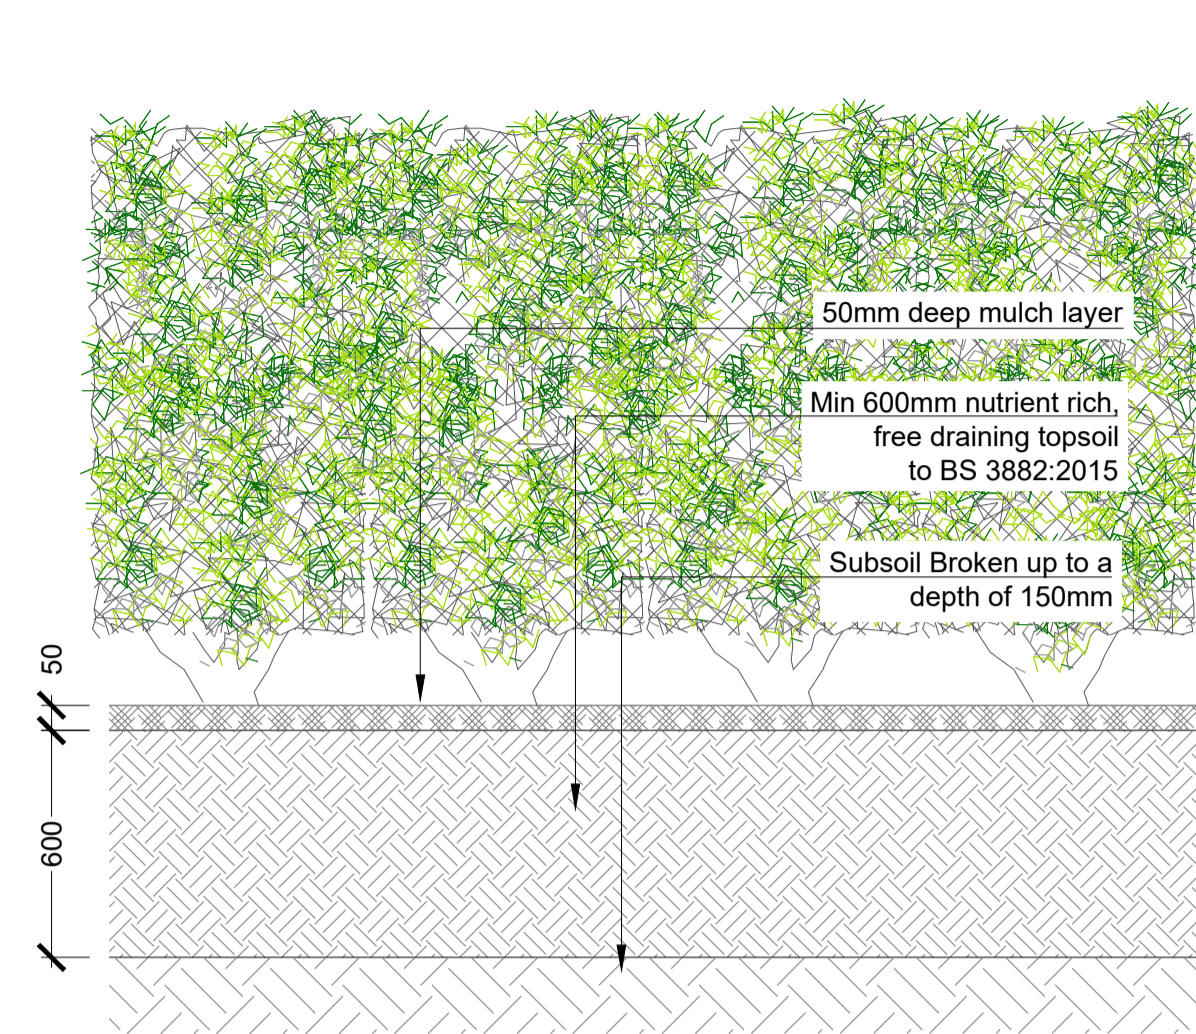 50mm deep mulch layer
Min 600mm nutrient rich,
free draining topsoil
to BS 3882:2015
Subsoil Broken up to a
depth of 150mm
50
600